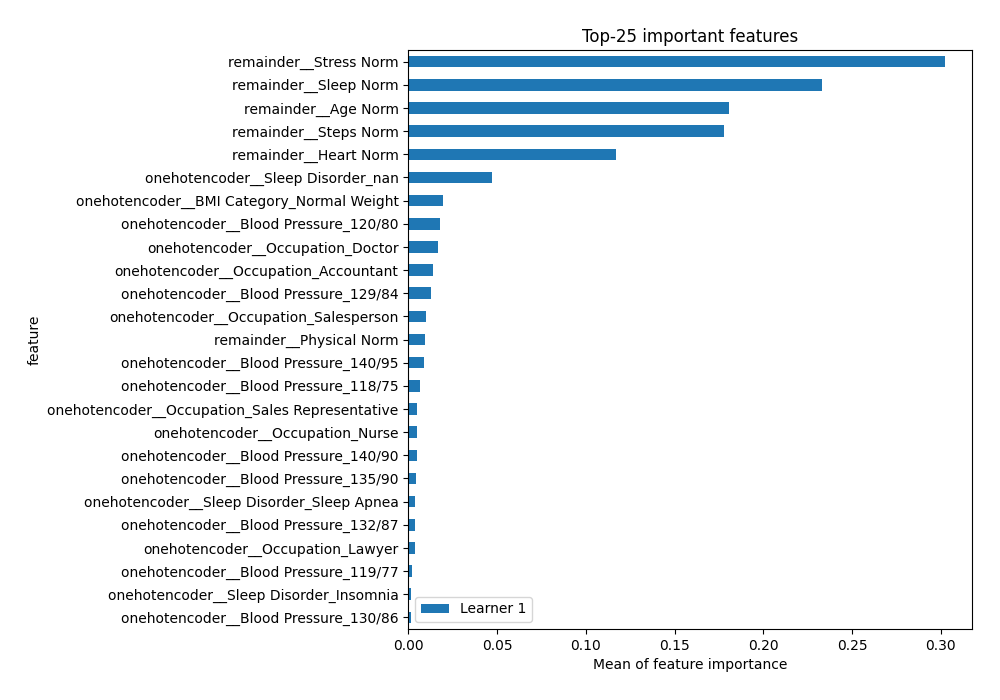 Top-25 important features
remainder__Stress Norm
remainder__Sleep Norm
remainder__Age Norm
remainder__Steps Norm
remainder__Heart Norm
onehotencoder__Sleep Disorder_nan
onehotencoder__BMI Category_Normal Weight
onehotencoder__Blood Pressure_120/80
onehotencoder__Occupation_Doctor
onehotencoder__Occupation_Accountant
onehotencoder__Blood Pressure_129/84
onehotencoder__Occupation_Salesperson
remainder__Physical Norm
onehotencoder__Blood Pressure_140/95
onehotencoder__Blood Pressure_118/75
onehotencoder__Occupation_Sales Representative
onehotencoder__Occupation_Nurse
onehotencoder__Blood Pressure_140/90
onehotencoder__Blood Pressure_135/90
onehotencoder__Sleep Disorder_Sleep Apnea
onehotencoder__Blood Pressure_132/87
onehotencoder__Occupation_Lawyer
onehotencoder__Blood Pressure_119/77
onehotencoder__Sleep Disorder_Insomnia
onehotencoder__Blood Pressure_130/86
feature
Learner 1
0.00 0.05 0.10 0.15 0.20 0.25 0.30
Mean of feature importance